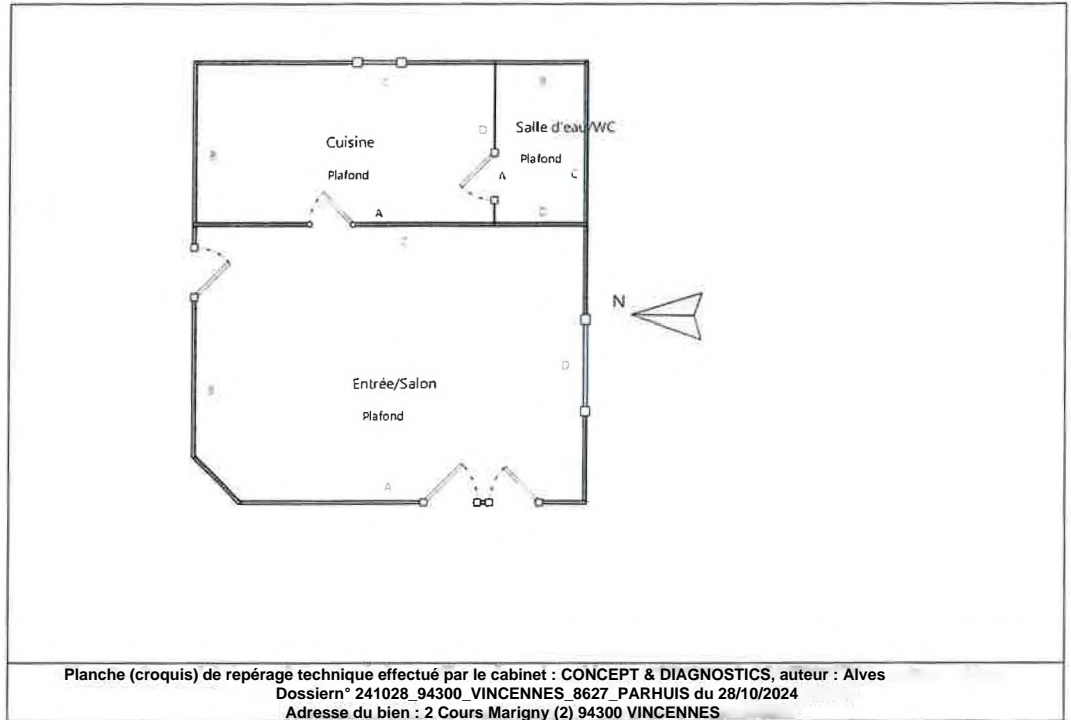 C
B
Cuisine
D
Salle d'eau/WC
B
Plafond
Plafond
A
C
A
D
C
N
D
Entrée/Salon
B
Plafond
A
Planche (croquis) de repérage technique effectué par le cabinet : CONCEPT & DIAGNOSTICS, auteur : Alves
Dossiern° 241028_94300_VINCENNES_8627_PARHUIS du 28/10/2024
Adresse du bien : 2 Cours Marigny (2) 94300 VINCENNES